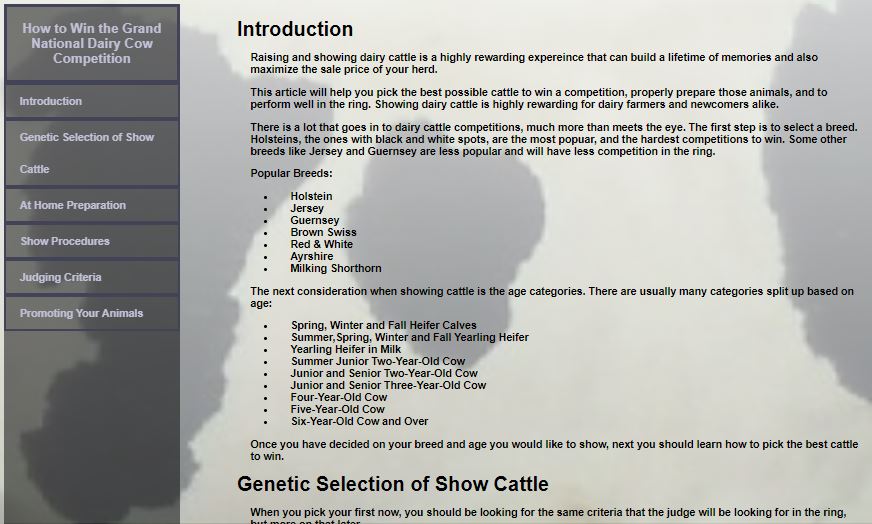 How to Win the Grand
National Dairy Cow
Competition
Introduction
Genetic Selection of Show
Cattle
At Home Preparation
Show Procedures
Judging Criteria
Promoting Your Animals
Introduction
Raising and showing dairy cattle is a highly rewarding expereince that can build a lifetime of memories and also
maximize the sale price of your herd.
This article will help you pick the best possible cattle to win a competition, properly prepare those animals, and to
perform well in the ring. Showing dairy cattle is highly rewarding for dairy farmers and newcomers alike.
There is a lot that goes in to dairy cattle competitions, much more than meets the eye. The first step is to select a breed.
Holsteins, the ones with black and white spots, are the most popuar, and the hardest competitions to win. Some other
breeds like Jersey and Guernsey are less popular and will have less competition in the ring.
Popular Breeds:
• Holstein
• Jersey
• Guernsey
• Brown Swiss
• Red & White
• Ayrshire
• Milking Shorthorn
The next consideration when showing cattle is the age categories. There are usually many categories split up based on
age:
• Spring, Winter and Fall Heifer Calves
• Summer,Spring, Winter and Fall Yearling Heifer
• Yearling Heifer in Milk
• Summer Junior Two-Year-Old Cow
• Junior and Senior Two-Year-Old Cow
• Junior and Senior Three-Year-Old Cow
• Four-Year-Old Cow
• Five-Year-Old Cow
• Six-Year-Old Cow and Over
Once you have decided on your breed and age you would like to show, next you should learn how to pick the best cattle
to win.
Genetic Selection of Show Cattle
When you pick your first now, you should be looking for the same criteria that the judge will be looking for in the ring,
but more on that later.